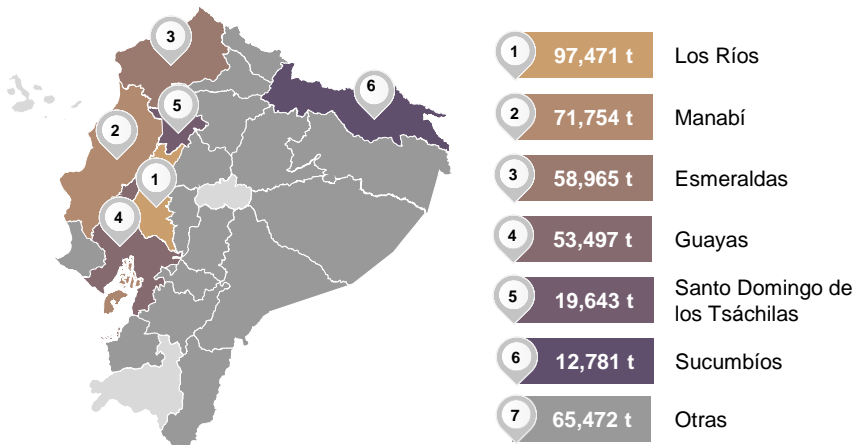 3
6
5
2
1
4
1 97,471 t Los Ríos
2 71,754 t Manabí
3 58,965 t Esmeraldas
4 53,497 t Guayas
5 19,643 t Santo Domingo de
los Tsáchilas
6 12,781 t Sucumbíos
7 65,472 t Otras